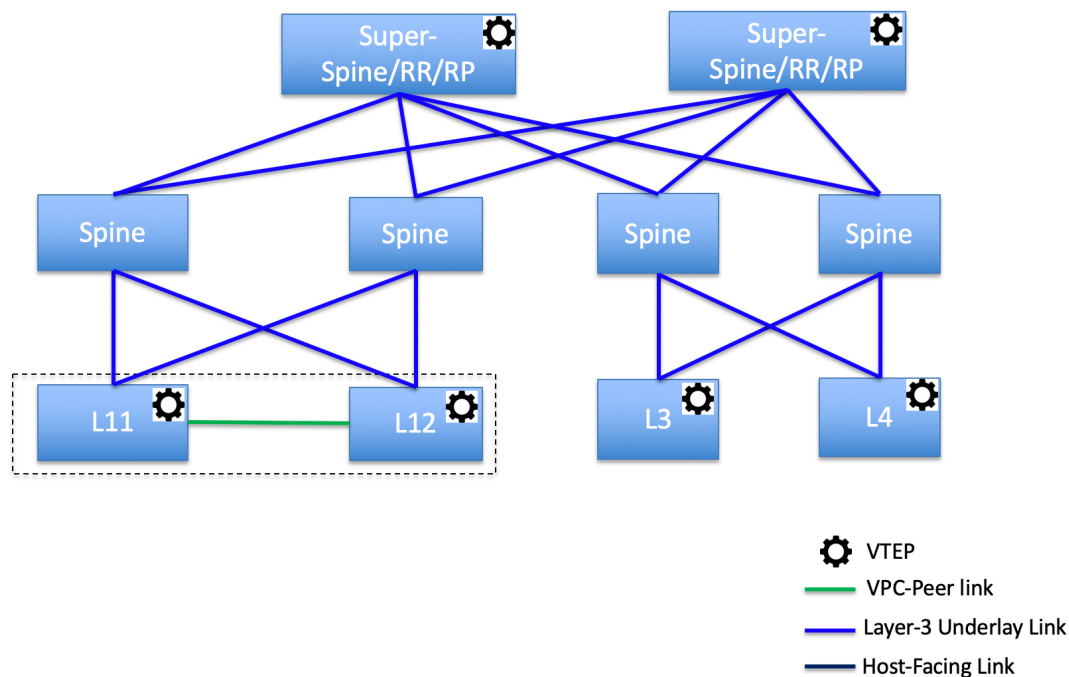 Super-
Spine/RR/RP
Super-
Spine/RR/RP
Spine
Spine
Spine
Spine
L11
L12
L3
L4
VTEP
VPC-Peer link
Layer-3 Underlay Link
Host-Facing Link